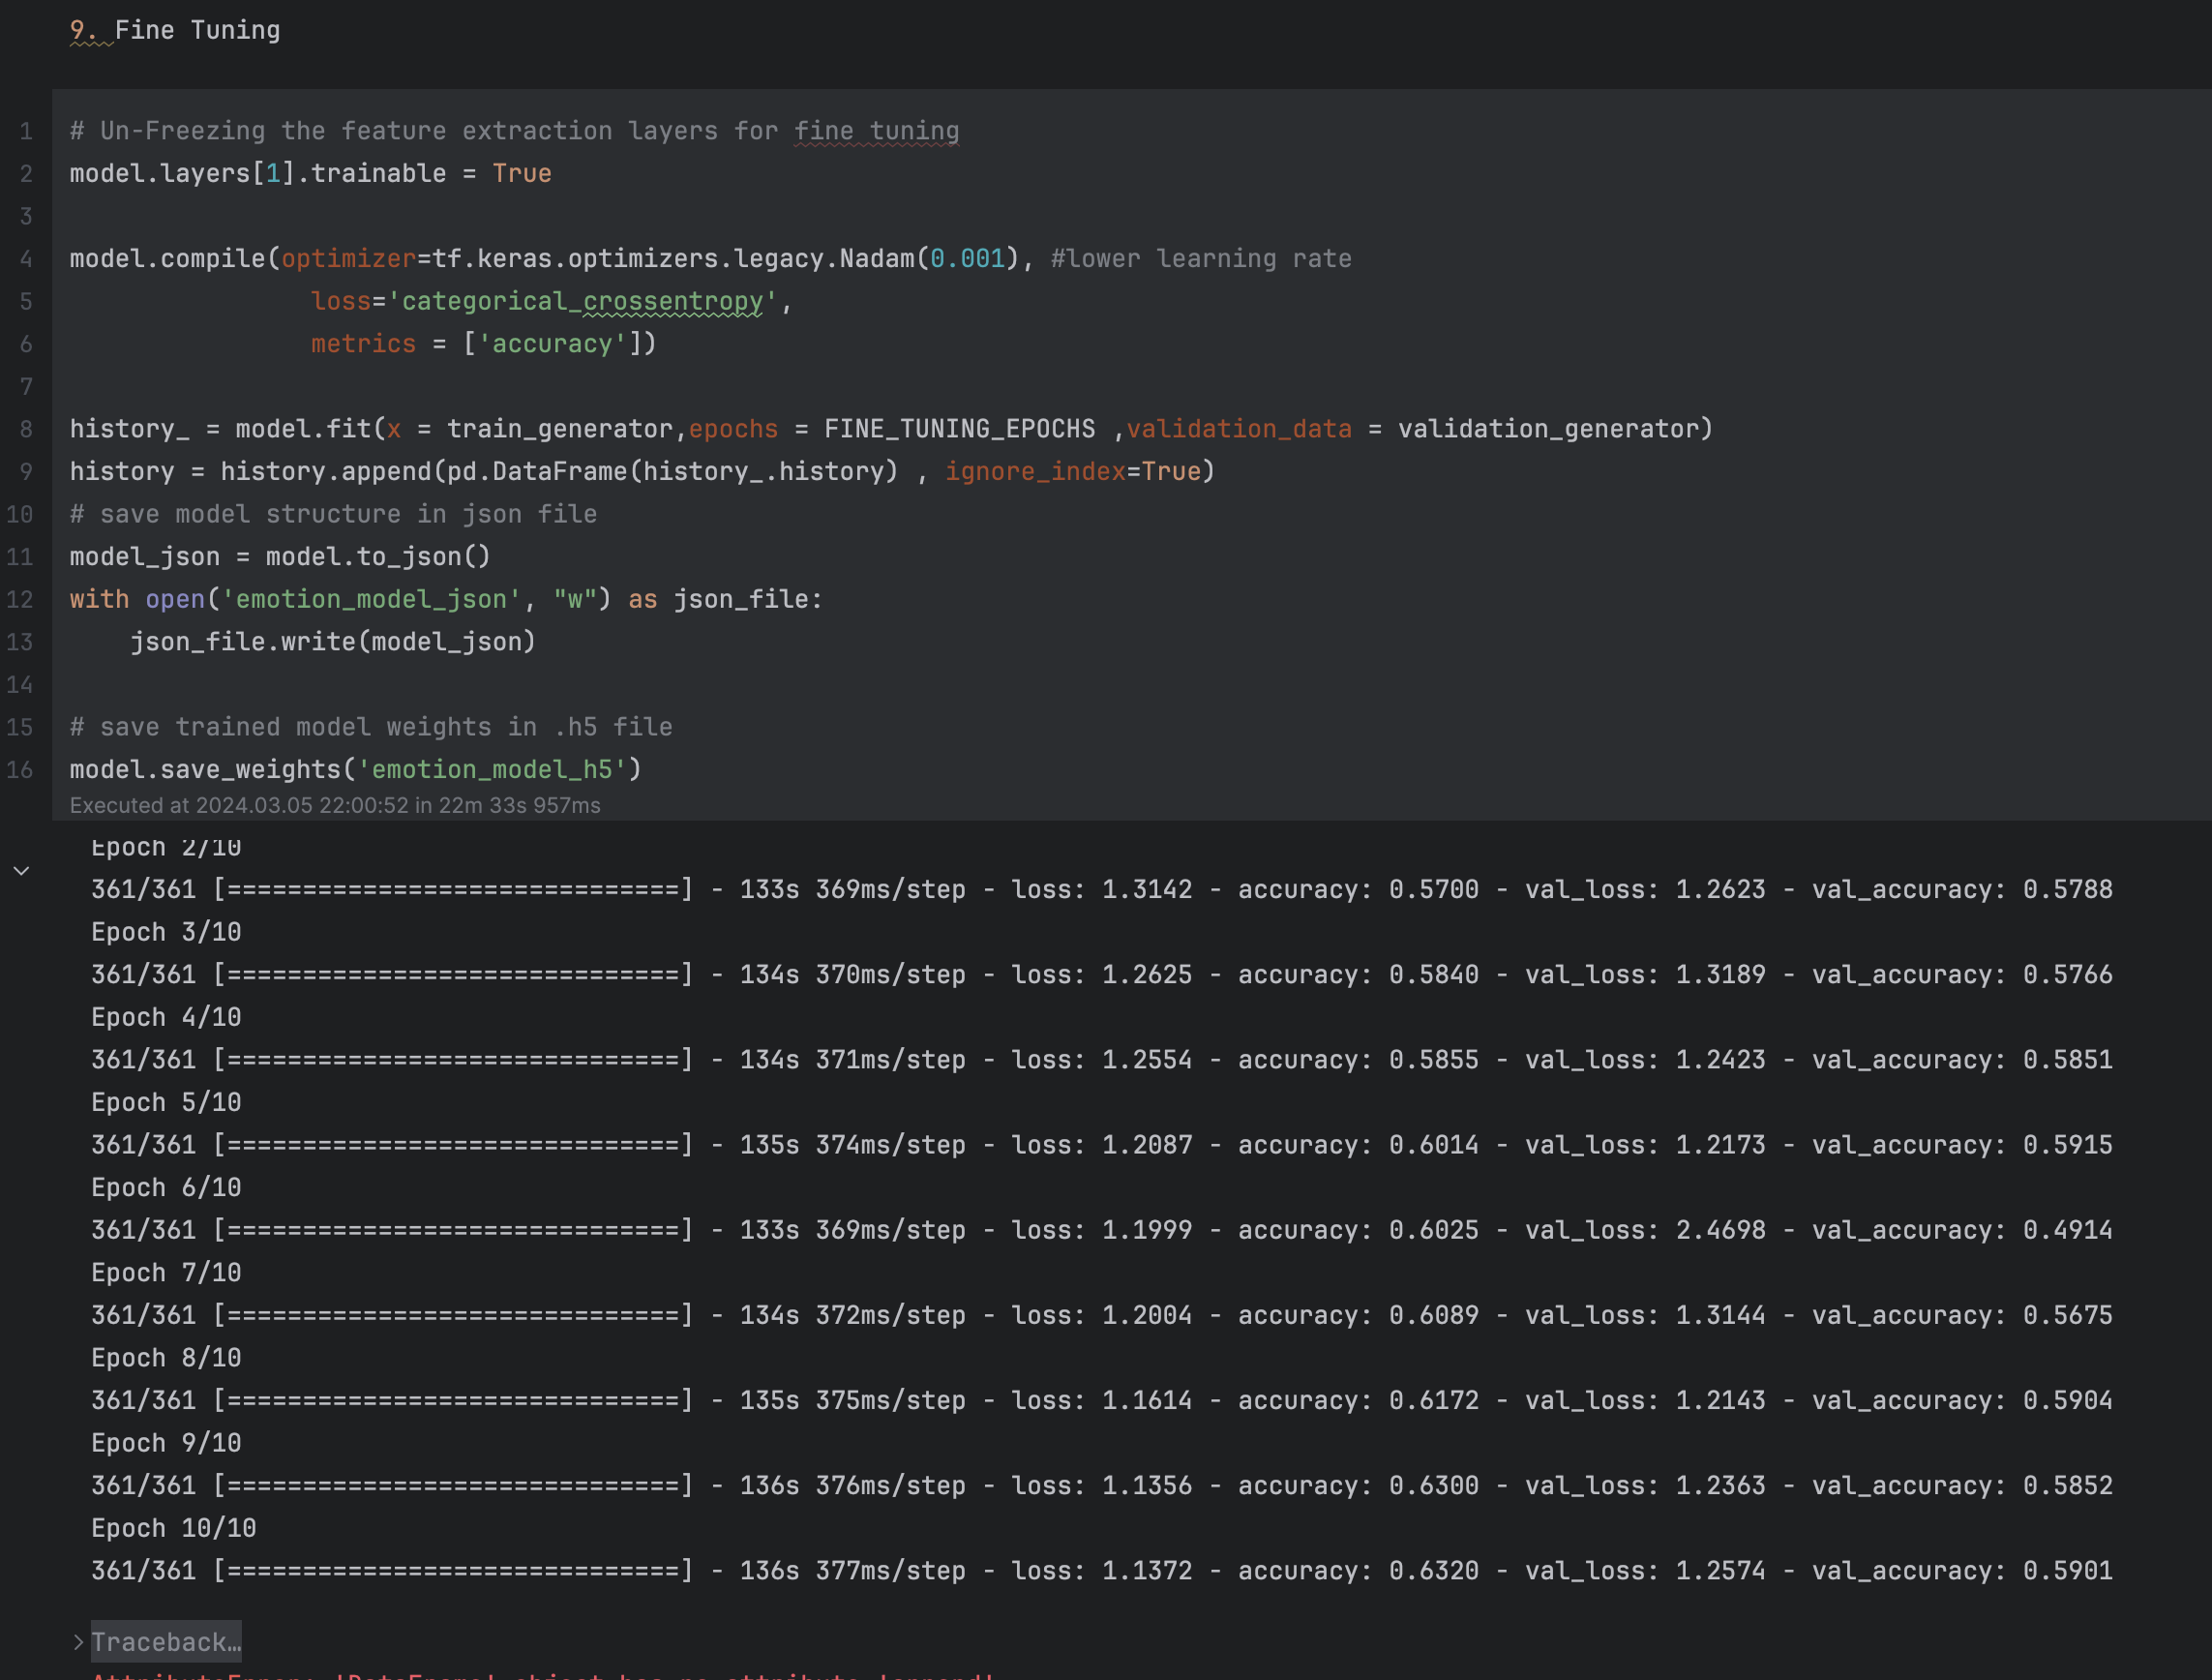 9. Fine Tuning
1 # Un-Freezing the feature extraction layers for fine tuning
2 model.layers[1].trainable = True
3
4 model.compile(optimizer=tf.keras.optimizers.legacy.Nadam(0.001), #lower learning rate
5                 loss='categorical_crossentropy',
6                 metrics = ['accuracy'])
7
8 history_ = model.fit(x = train_generator,epochs = FINE_TUNING_EPOCHS ,validation_data = validation_generator)
9 history = history.append(pd.DataFrame(history_.history) , ignore_index=True)
10 # save model structure in json file
11 model_json = model.to_json()
12 with open('emotion_model_json', "w") as json_file:
13     json_file.write(model_json)
14
15 # save trained model weights in .h5 file
16 model.save_weights('emotion_model_h5')
Executed at 2024.03.05 22:00:52 in 22m 33s 957ms
Epoch 2/10
361/361 [==============================] - 133s 369ms/step - loss: 1.3142 - accuracy: 0.5700 - val_loss: 1.2623 - val_accuracy: 0.5788
Epoch 3/10
361/361 [==============================] - 134s 370ms/step - loss: 1.2625 - accuracy: 0.5840 - val_loss: 1.3189 - val_accuracy: 0.5766
Epoch 4/10
361/361 [==============================] - 134s 371ms/step - loss: 1.2554 - accuracy: 0.5855 - val_loss: 1.2423 - val_accuracy: 0.5851
Epoch 5/10
361/361 [==============================] - 135s 374ms/step - loss: 1.2087 - accuracy: 0.6014 - val_loss: 1.2173 - val_accuracy: 0.5915
Epoch 6/10
361/361 [==============================] - 133s 369ms/step - loss: 1.1999 - accuracy: 0.6025 - val_loss: 2.4698 - val_accuracy: 0.4914
Epoch 7/10
361/361 [==============================] - 134s 372ms/step - loss: 1.2004 - accuracy: 0.6089 - val_loss: 1.3144 - val_accuracy: 0.5675
Epoch 8/10
361/361 [==============================] - 135s 375ms/step - loss: 1.1614 - accuracy: 0.6172 - val_loss: 1.2143 - val_accuracy: 0.5904
Epoch 9/10
361/361 [==============================] - 136s 376ms/step - loss: 1.1356 - accuracy: 0.6300 - val_loss: 1.2363 - val_accuracy: 0.5852
Epoch 10/10
361/361 [==============================] - 136s 377ms/step - loss: 1.1372 - accuracy: 0.6320 - val_loss: 1.2574 - val_accuracy: 0.5901
Traceback…
AttributeError: 'DataFrame' object has no attribute 'append'